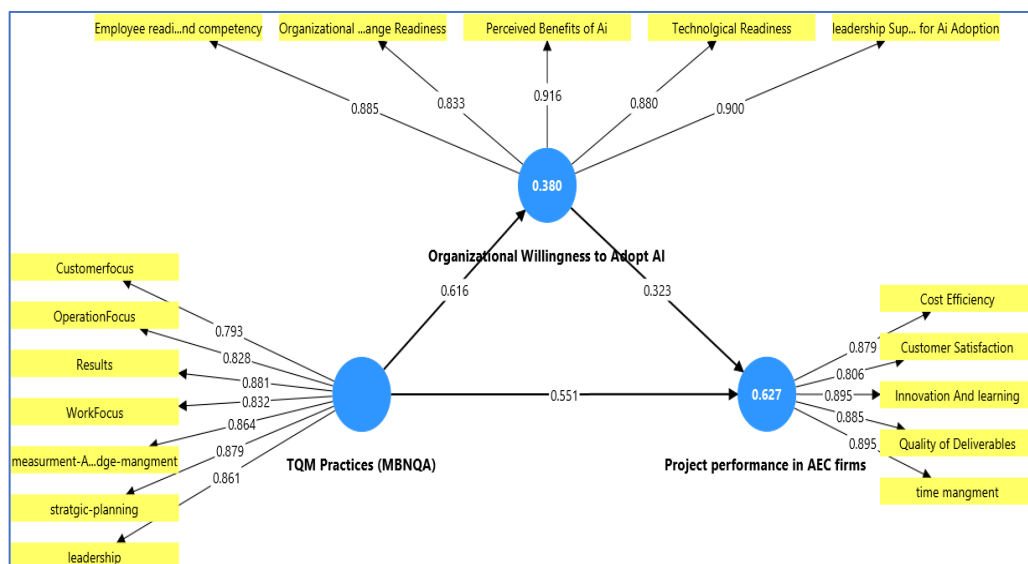 Employee readi...nd competency
Organizational ...ange Readiness
Perceived Benefits of Ai
Technolgical Readiness
leadership Sup... for Ai Adoption
0.885
0.833
0.916
0.880
0.900
0.380
Organizational Willingness to Adopt AI
0.616
0.323
Customerfocus
OperationFocus
Results
WorkFocus
measurment-A...dge-mangment
stratgic-planning
leadership
0.793
0.828
0.881
0.832
0.864
0.879
0.861
TQM Practices (MBNQA)
0.551
0.627
Project performance in AEC firms
0.879
0.806
0.895
0.885
0.895
Cost Efficiency
Customer Satisfaction
Innovation And learning
Quality of Deliverables
time mangment